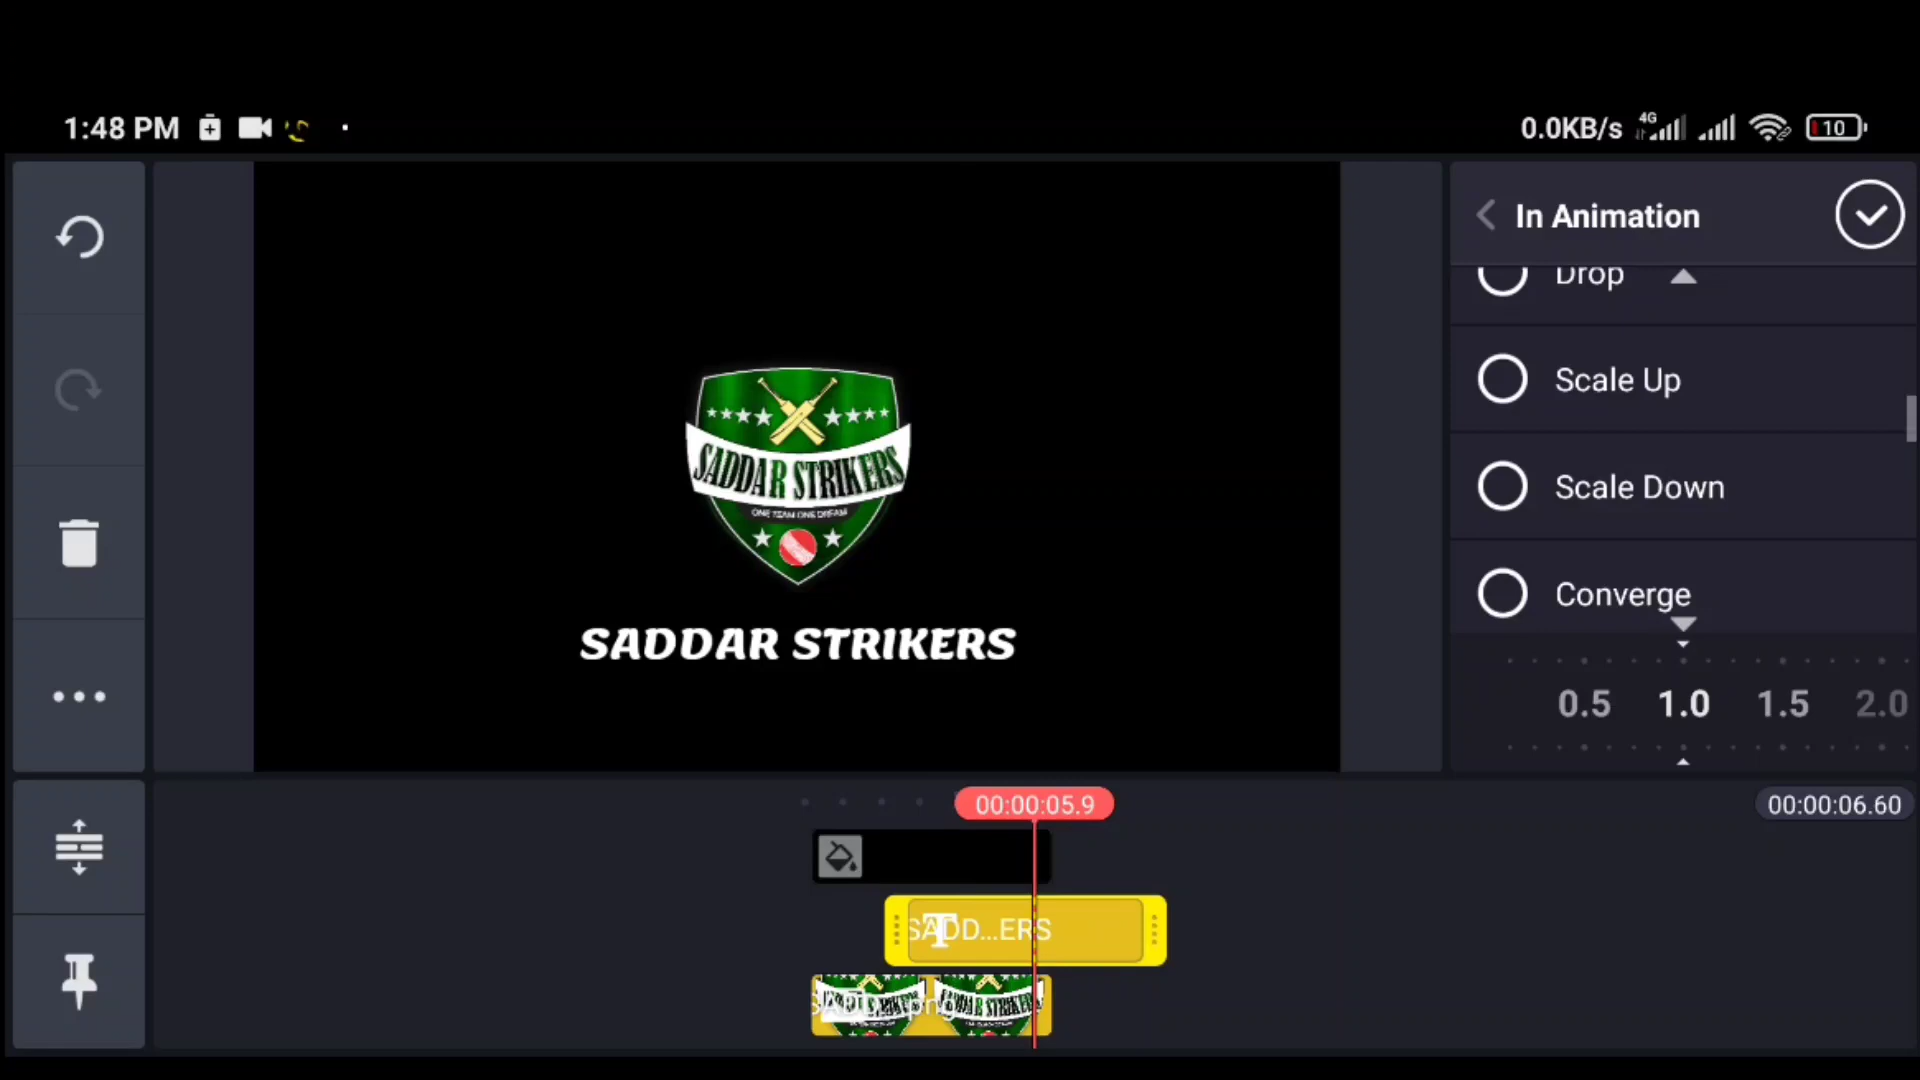 1:48 PM
0.0KB/s
4G
10
In Animation
Drop
Scale Up
Scale Down
Converge
0.5 1.0 1.5 2.0
SADDAR STRIKERS
ONE TEAM ONE DREAM
SADDAR STRIKERS
00:00:05.9
00:00:06.60
SADD...ERS